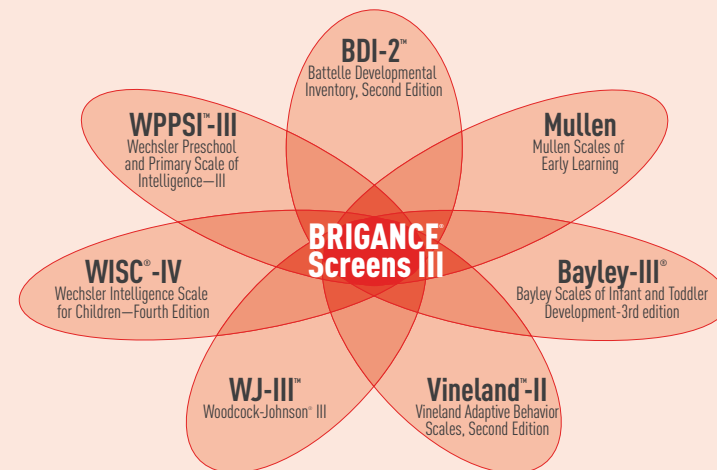 BDI-2™
Battelle Developmental
Inventory, Second Edition
WPPSI™-III
Wechsler Preschool
and Primary Scale of
Intelligence—III
Mullen
Mullen Scales of
Early Learning
BRIGANCE®
Screens III
WISC®-IV
Wechsler Intelligence Scale
for Children—Fourth Edition
Bayley-III®
Bayley Scales of Infant and Toddler
Development-3rd edition
WJ-III™
Woodcock-Johnson® III
Vineland™-II
Vineland Adaptive Behavior
Scales, Second Edition